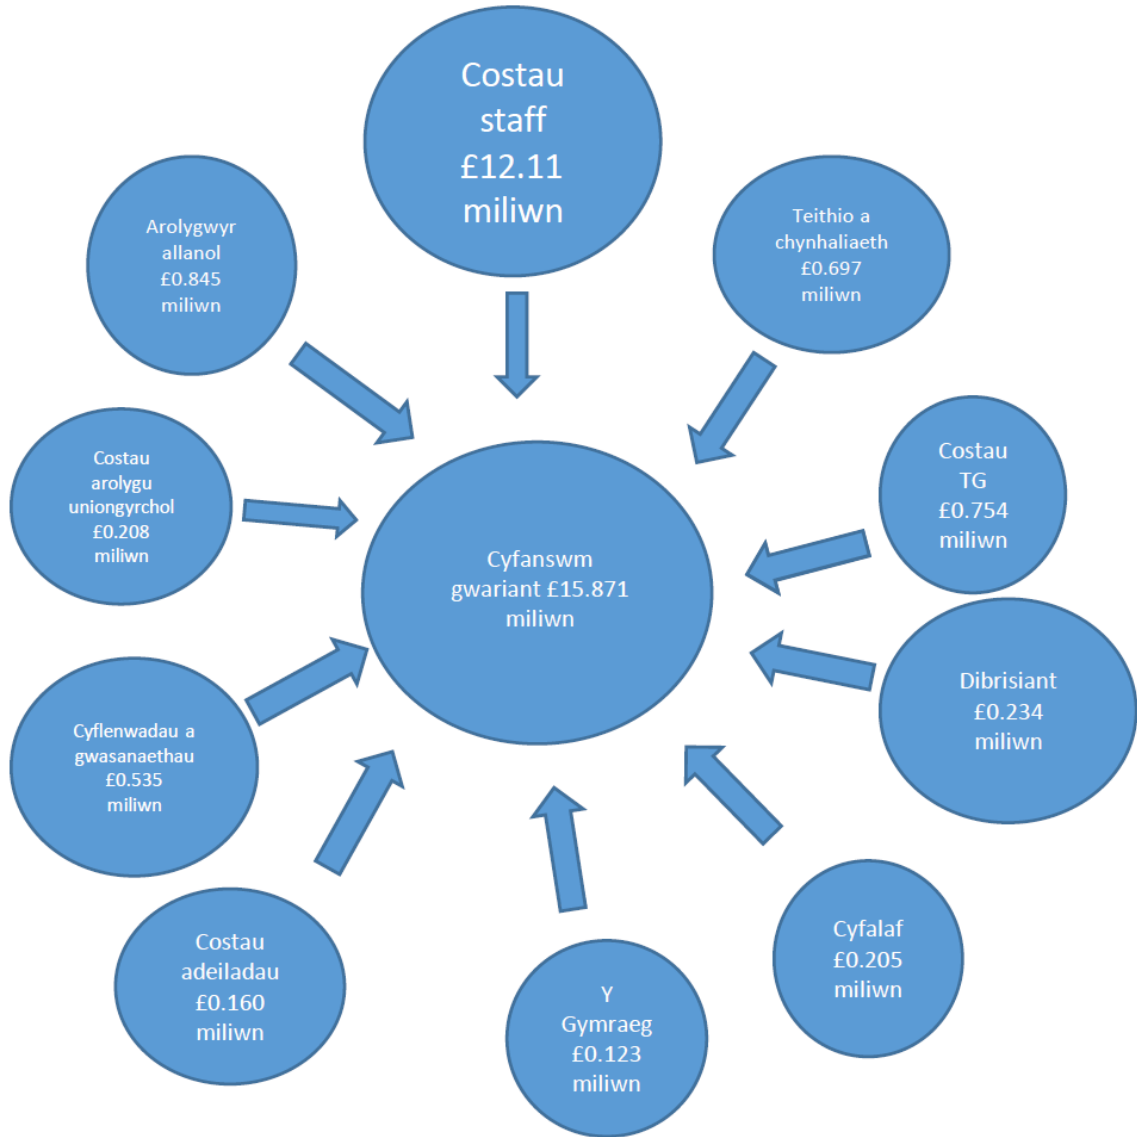 Costau
staff
£12.11
miliwn
Arolygwyr
allanol
£0.845
miliwn
Teithio a
chynhaliaeth
£0.697
miliwn
Costau
arolygu
uniongyrchol
£0.208
miliwn
Costau
TG
£0.754
miliwn
Cyfanswm
gwariant £15.871
miliwn
Cyflenwadau a
gwasanaethau
£0.535
miliwn
Dibrisiant
£0.234
miliwn
Costau
adeiladau
£0.160
miliwn
Y
Gymraeg
£0.123
miliwn
Cyfalaf
£0.205
miliwn